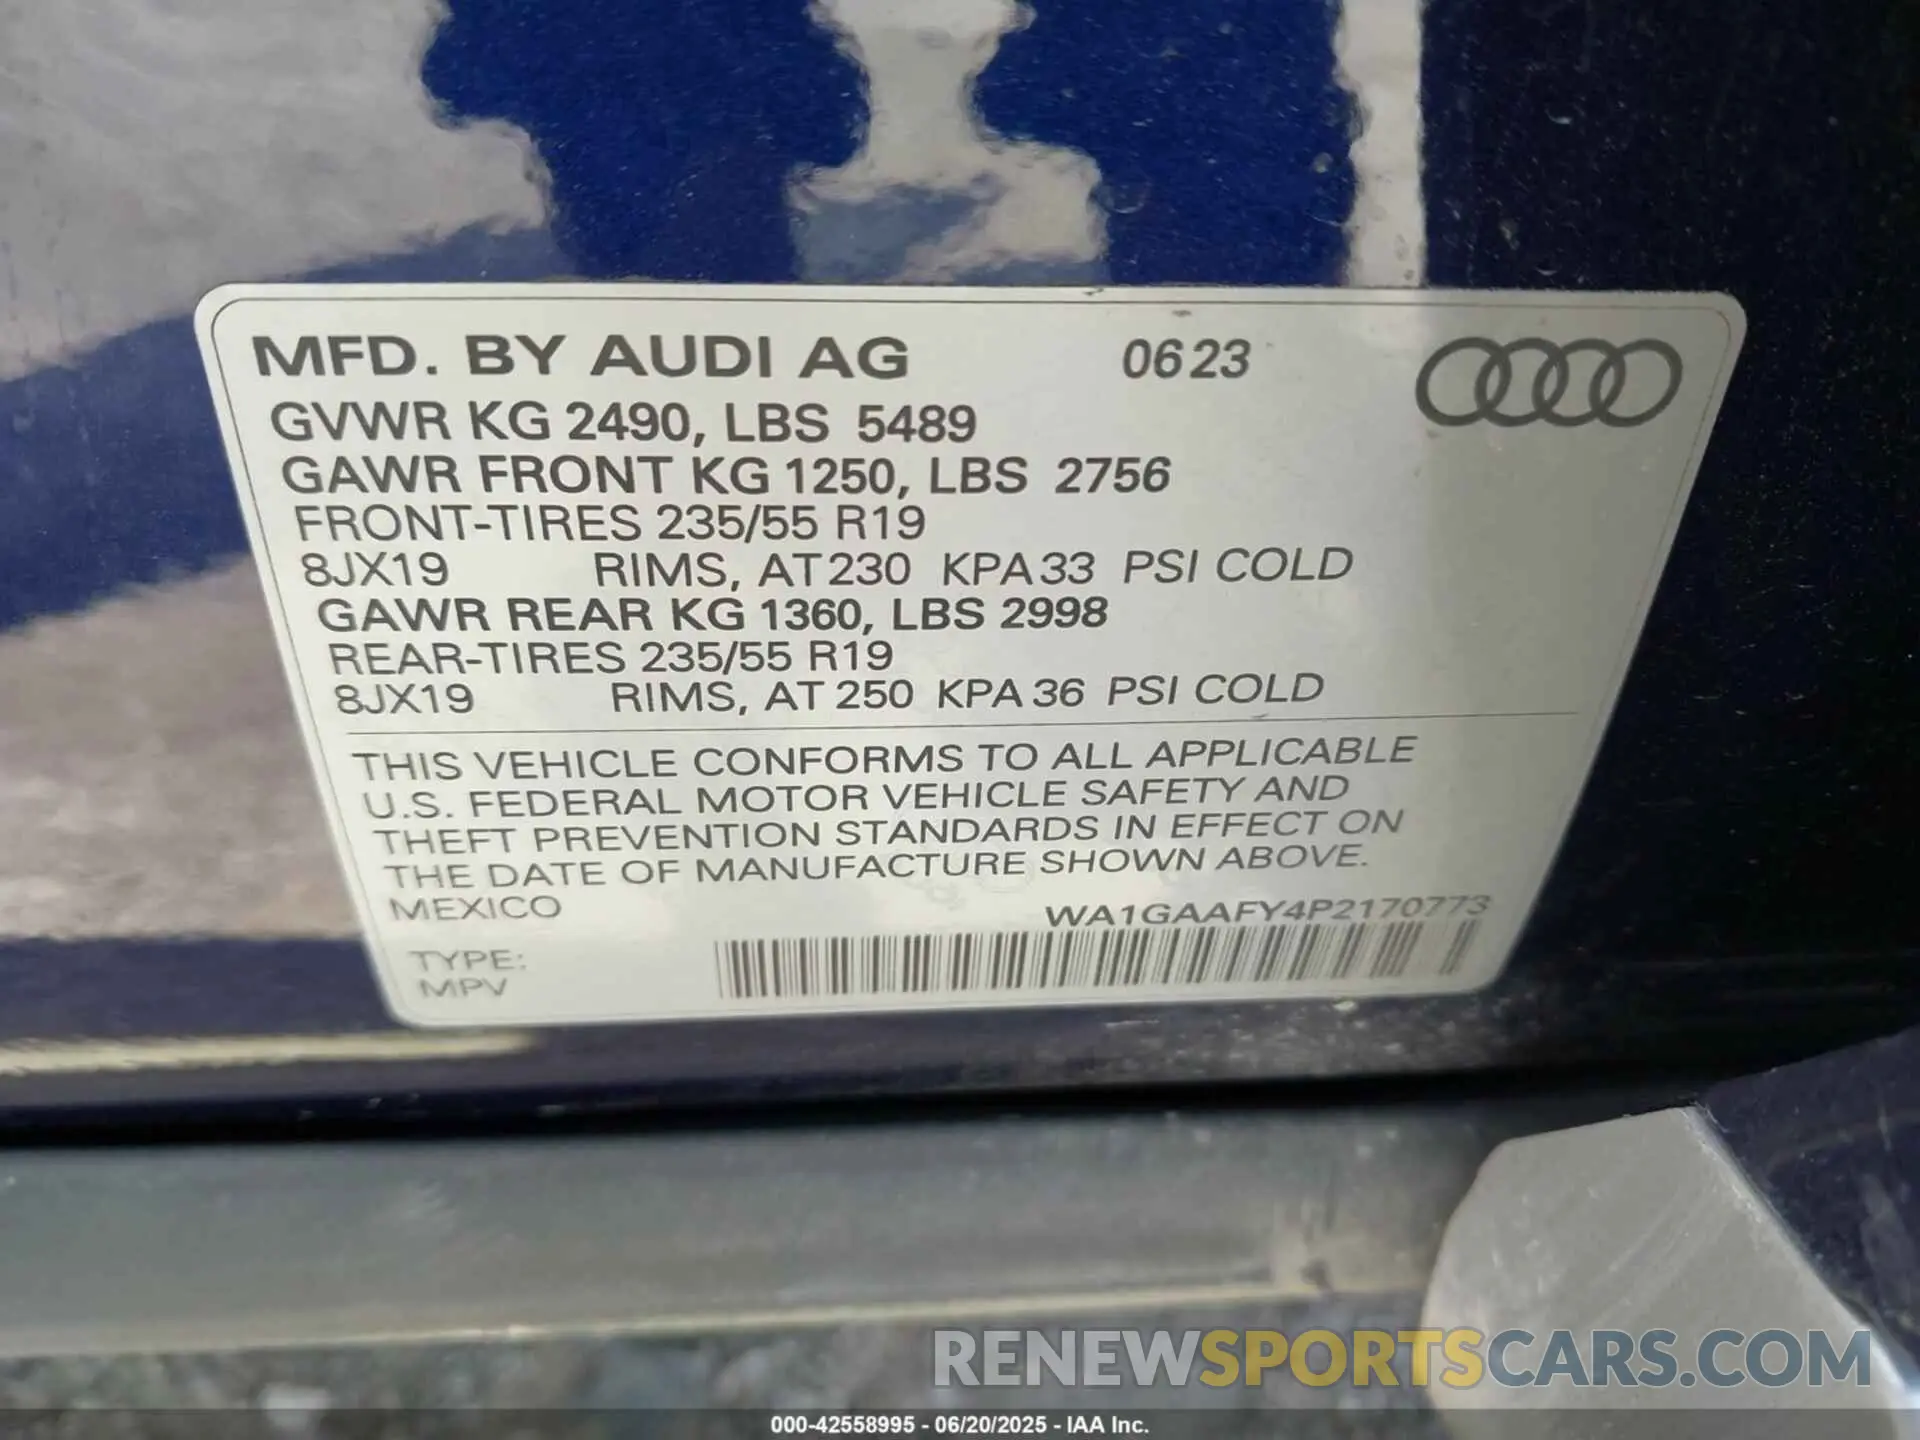 MFD. BY AUDI AG 06 23
GVWR KG 2490, LBS 5489
GAWR FRONT KG 1250, LBS 2756
FRONT-TIRES 235/55 R19
8JX19 RIMS, AT 230 KPA 33 PSI COLD
GAWR REAR KG 1360, LBS 2998
REAR-TIRES 235/55 R19
8JX19 RIMS, AT 250 KPA 36 PSI COLD
THIS VEHICLE CONFORMS TO ALL APPLICABLE
U.S. FEDERAL MOTOR VEHICLE SAFETY AND
THEFT PREVENTION STANDARDS IN EFFECT ON
THE DATE OF MANUFACTURE SHOWN ABOVE.
MEXICO
WA1GAAFY4P2170773
TYPE:
MPV
RENEWSPORTSCARS.COM
000-42558995 - 06/20/2025 - IAA Inc.